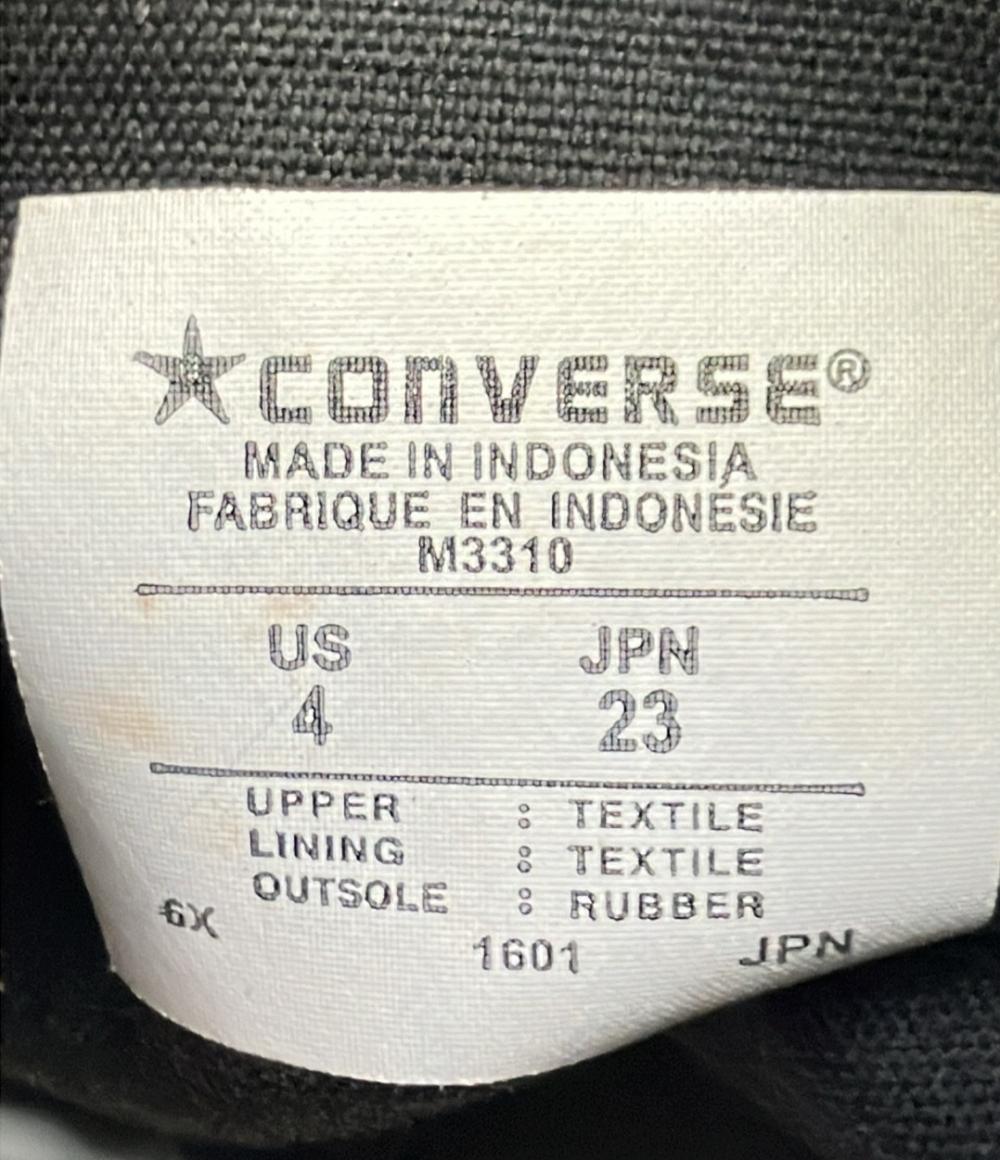 CONVERSE®
MADE IN INDONESIA
FABRIQUÉ EN INDONESIE
M3310
US JPN
4 23
UPPER : TEXTILE
LINING : TEXTILE
OUTSOLE : RUBBER
6X 1601 JPN